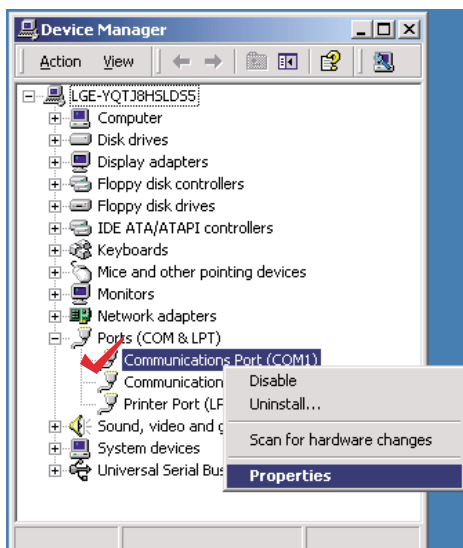 Device Manager
Action View
LGE-YQTJ8HSLDS5
Computer
Disk drives
Display adapters
Floppy disk controllers
Floppy disk drives
IDE ATA/ATAPI controllers
Keyboards
Mice and other pointing devices
Monitors
Network adapters
Ports (COM & LPT)
Communications Port (COM1)
Communication
Printer Port (LP
Sound, video and g
System devices
Universal Serial Bus
Disable
Uninstall...
Scan for hardware changes
Properties